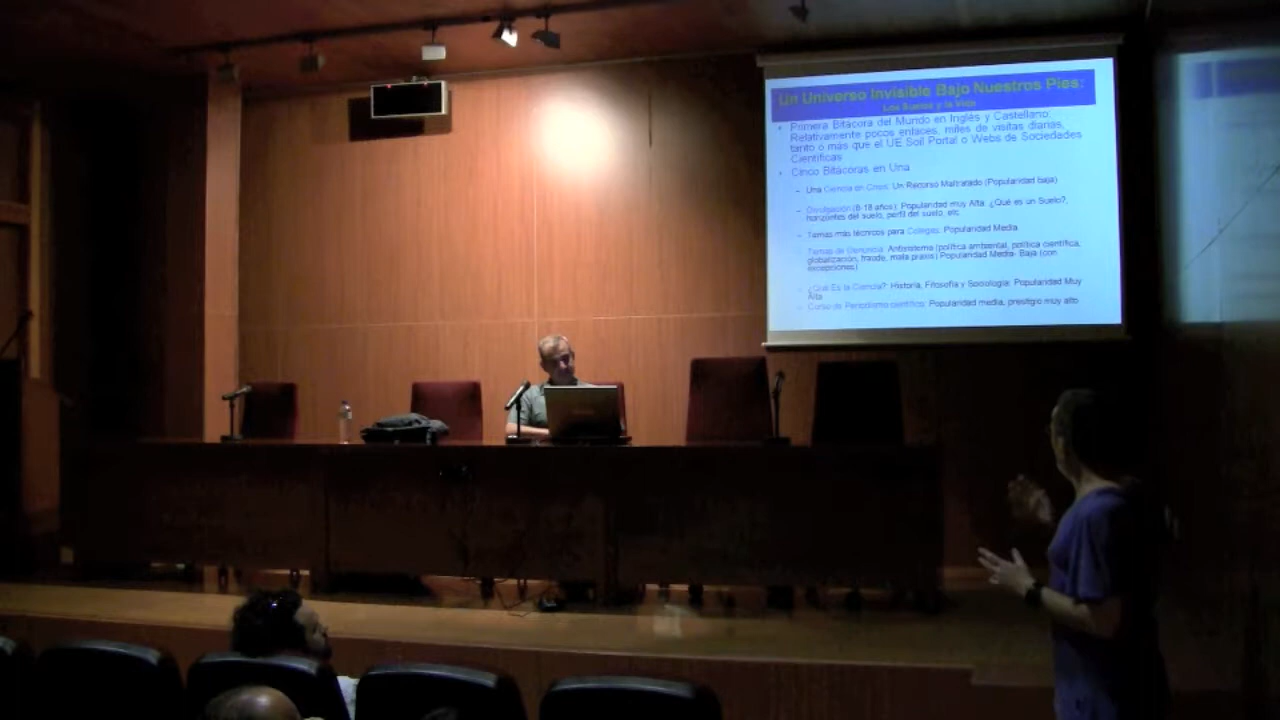 Un Universo Invisible Bajo Nuestros Pies:
Los Suelos y la Vida
• Primera Bitácora del Mundo en Inglés y Castellano:
Relativamente pocos enlaces, miles de visitas diarias,
tanto o más que el UE Soil Portal o Webs de Sociedades
Científicas
• Cinco Bitácoras en Una
– Una Ciencia en Crisis: Un Recurso Maltratado (Popularidad baja)
– Divulgación (8-18 años): Popularidad muy Alta. ¿Qué es un Suelo?,
horizontes del suelo, perfil del suelo, etc.
– Temas más técnicos para Colegas: Popularidad Media
– Temas de Denuncia: Antisistema (política ambiental, política científica,
globalización, fraude, mala praxis) Popularidad Media- Baja (con
excepciones)
– ¿Qué Es la Ciencia?: Historia, Filosofía y Sociología: Popularidad Muy
Alta
– Curso de Periodismo científico: Popularidad media, prestigio muy alto